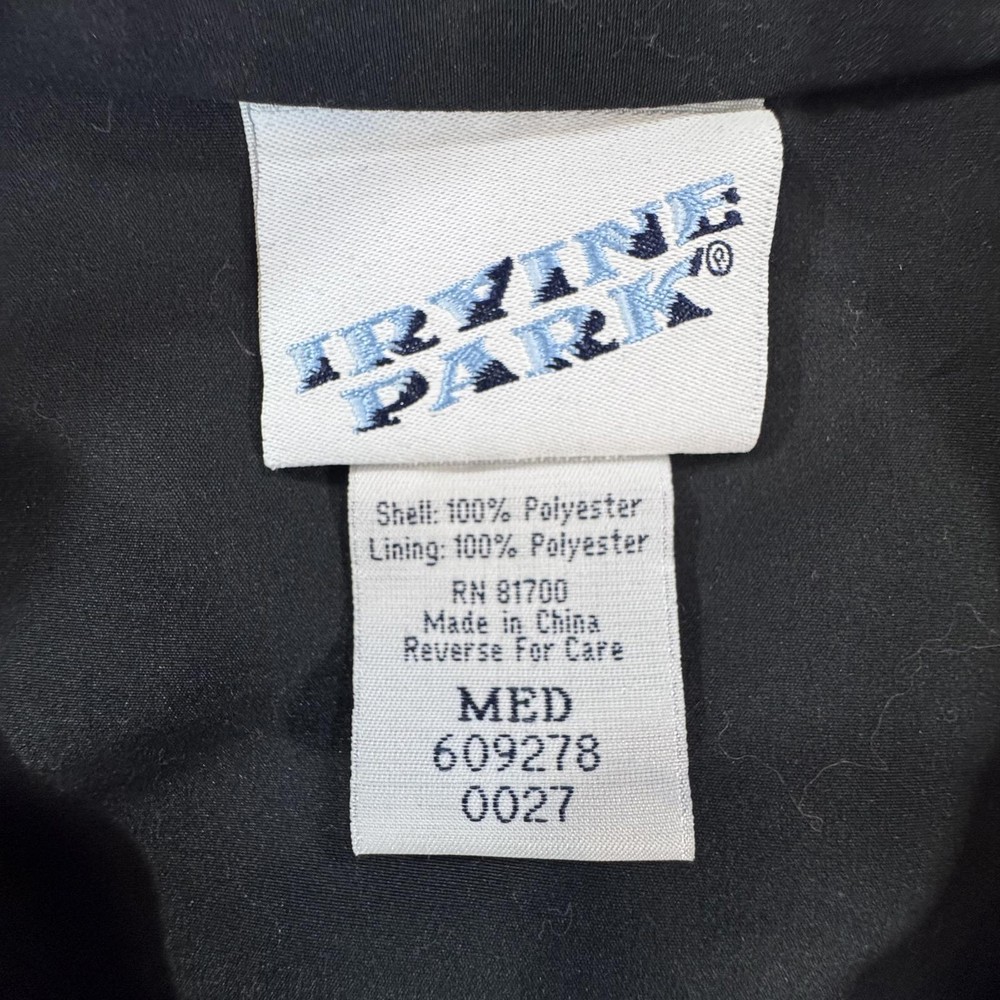 IRVINE
PARK®
Shell: 100% Polyester
Lining: 100% Polyester
RN 81700
Made in China
Reverse For Care
MED
609278
0027